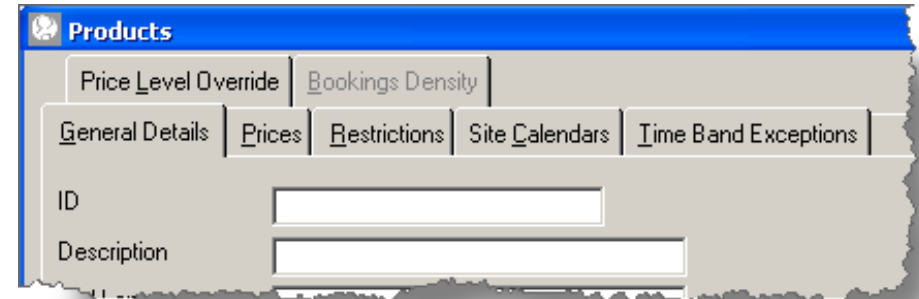 Products
Price Level Override Bookings Density
General Details Prices Restrictions Site Calendars Time Band Exceptions
ID
Description